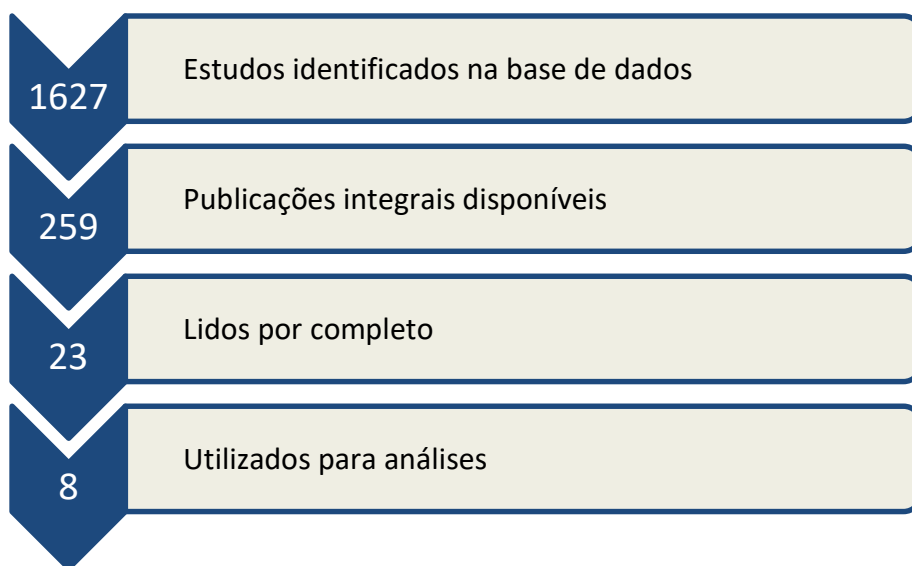 1627
Estudos identificados na base de dados
259
Publicações integrais disponíveis
23
Lidos por completo
8
Utilizados para análises